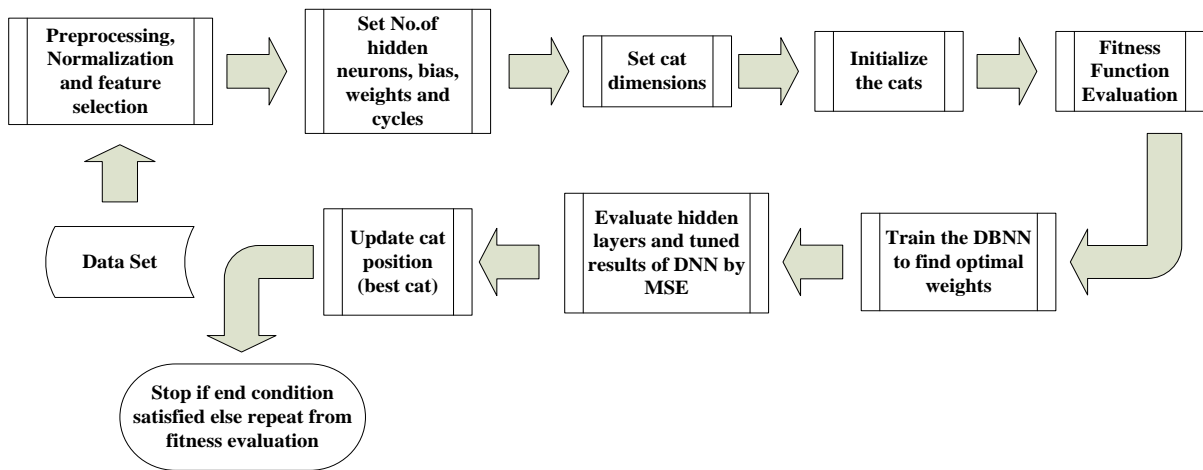 Preprocessing,
Normalization
and feature
selection
Set No.of
hidden
neurons, bias,
weights and
cycles
Set cat
dimensions
Initialize
the cats
Fitness
Function
Evaluation
Train the DBNN
to find optimal
weights
Evaluate hidden
layers and tuned
results of DNN by
MSE
Update cat
position
(best cat)
Data Set
Stop if end condition
satisfied else repeat from
fitness evaluation